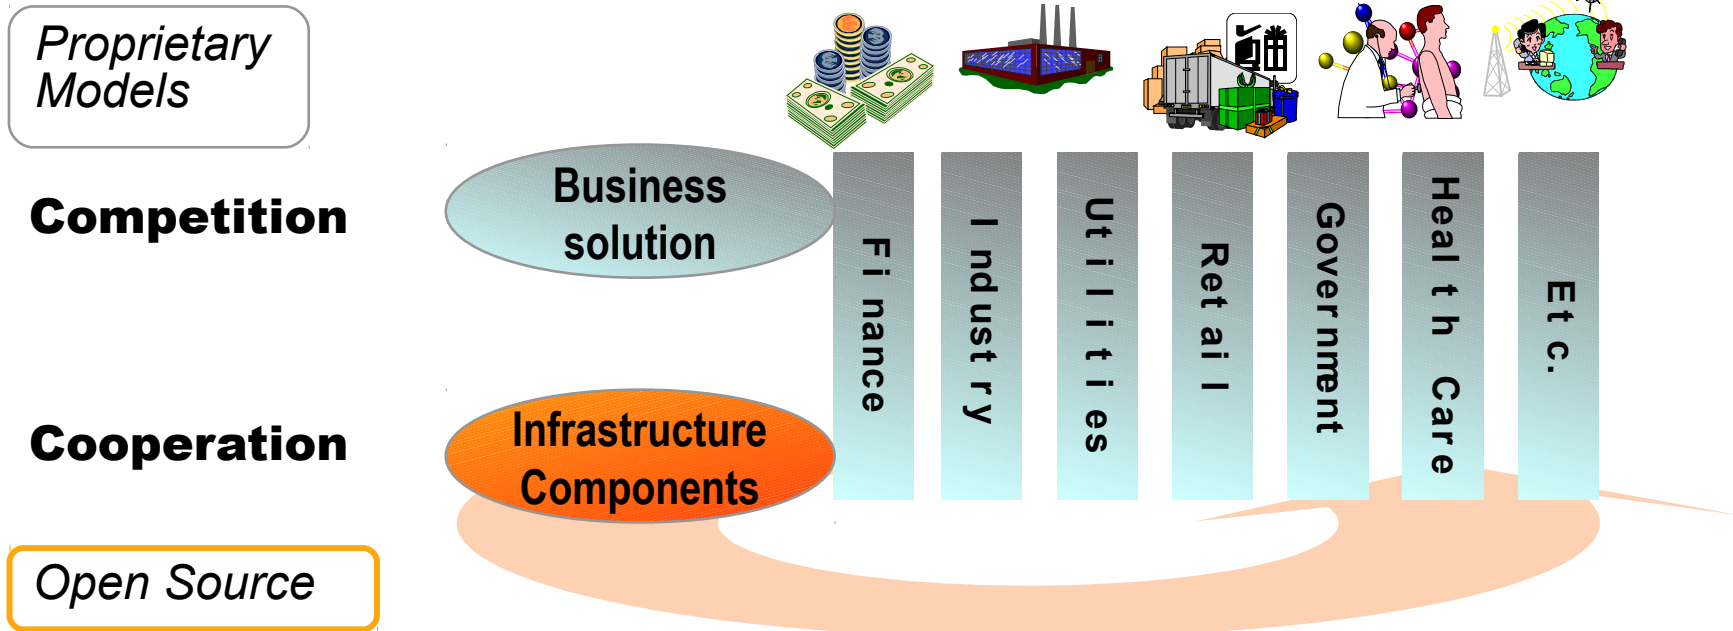 Proprietary
Models
Competition
Business
solution
Finance
Industry
Utilities
Retail
Government
Health Care
Etc.
Cooperation
Infrastructure
Components
Open Source